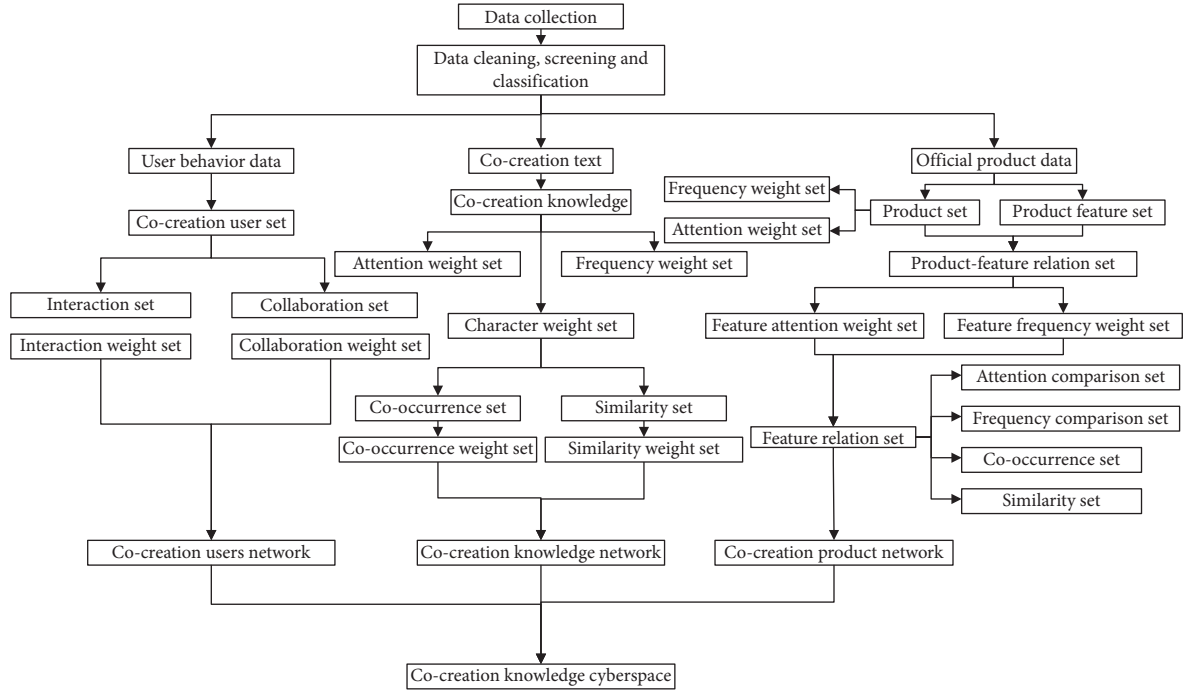 Data collection
Data cleaning, screening and
classification
User behavior data
Co-creation text
Official product data
Frequency weight set
Co-creation knowledge
Product set
Product feature set
Co-creation user set
Attention weight set
Attention weight set
Frequency weight set
Product-feature relation set
Interaction set
Collaboration set
Character weight set
Feature attention weight set
Feature frequency weight set
Interaction weight set
Collaboration weight set
Attention comparison set
Co-occurrence set
Similarity set
Frequency comparison set
Feature relation set
Co-occurrence weight set
Similarity weight set
Co-occurrence set
Similarity set
Co-creation users network
Co-creation knowledge network
Co-creation product network
Co-creation knowledge cyberspace